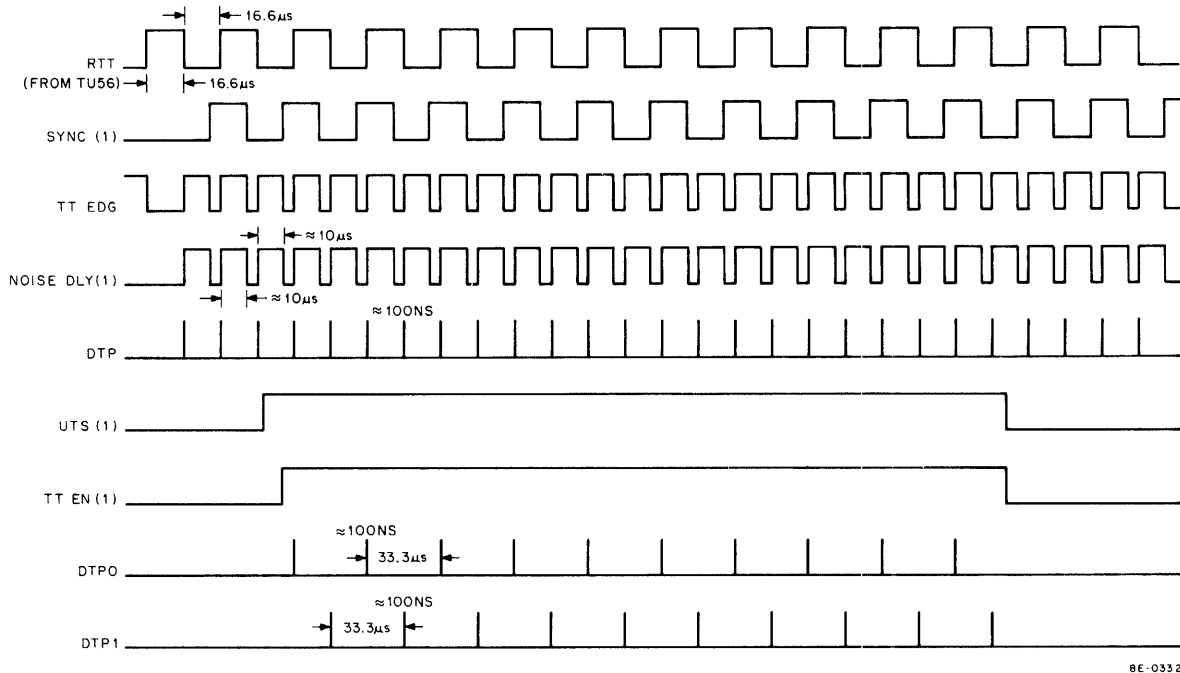 16.6µs
RTT
(FROM TU56)
16.6µs
SYNC (1)
TT EDG
≈10µs
NOISE DLY(1)
≈10µs
≈100NS
DTP
UTS (1)
TT EN (1)
≈100NS
33.3µs
DTP0
≈100NS
33.3µs
DTP1
8E-0332